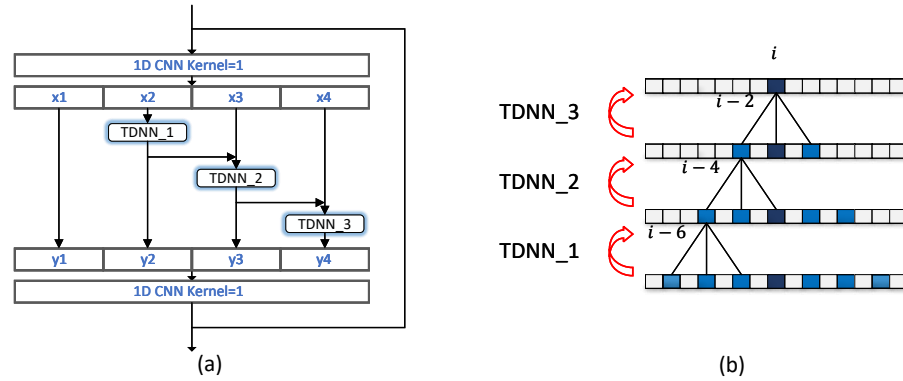 1D CNN Kernel=1
x1 x2 x3 x4
TDNN_1
TDNN_2
TDNN_3
y1 y2 y3 y4
1D CNN Kernel=1
(a)
i
i − 2
TDNN_3
i − 4
TDNN_2
i − 6
TDNN_1
(b)